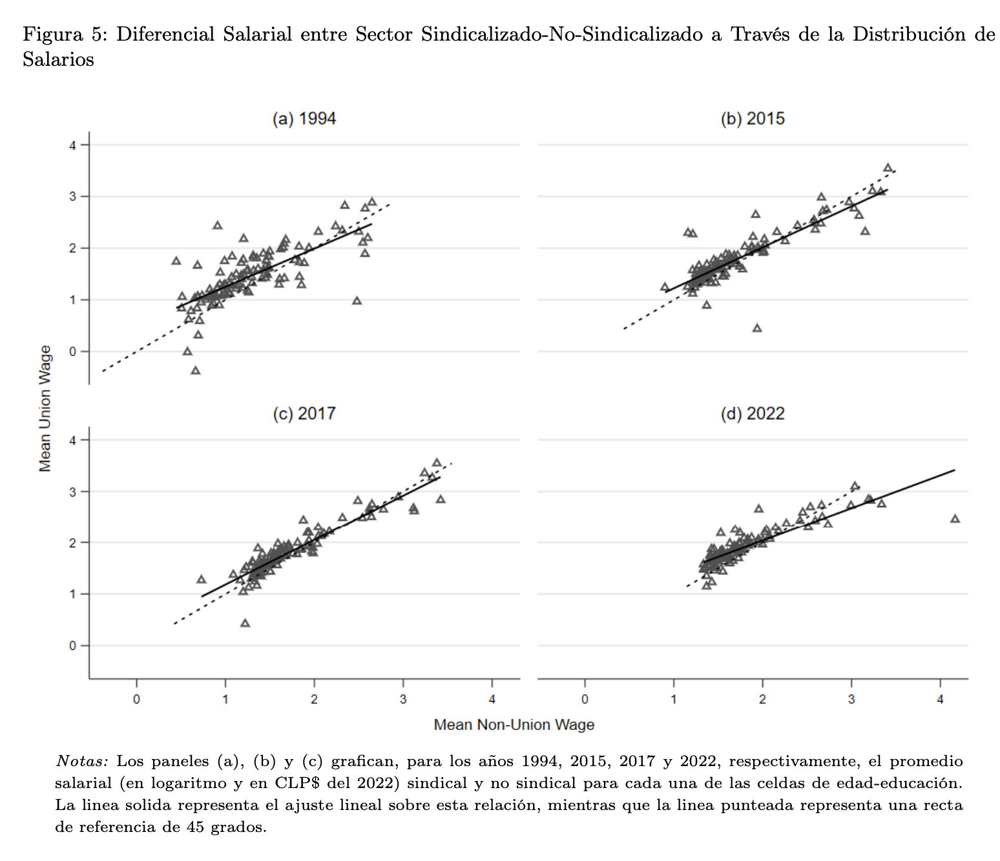 Figura 5: Diferencial Salarial entre Sector Sindicalizado-No-Sindicalizado a Través de la Distribución de
Salarios
(a) 1994
(b) 2015
4
3
2
1
0
Mean Union Wage
(c) 2017
(d) 2022
4
3
2
1
0
0 1 2 3 4
0 1 2 3 4
Mean Non-Union Wage
Notas: Los paneles (a), (b) y (c) grafican, para los años 1994, 2015, 2017 y 2022, respectivamente, el promedio
salarial (en logaritmo y en CLP$ del 2022) sindical y no sindical para cada una de las celdas de edad-educación.
La linea solida representa el ajuste lineal sobre esta relación, mientras que la linea punteada representa una recta
de referencia de 45 grados.